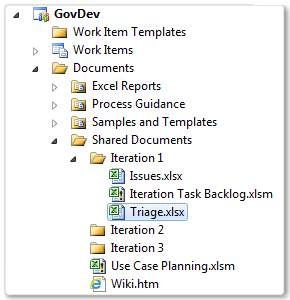 GovDev
Work Item Templates
Work Items
Documents
Excel Reports
Process Guidance
Samples and Templates
Shared Documents
Iteration 1
Issues.xlsx
Iteration Task Backlog.xlsm
Triage.xlsx
Iteration 2
Iteration 3
Use Case Planning.xlsm
Wiki.htm